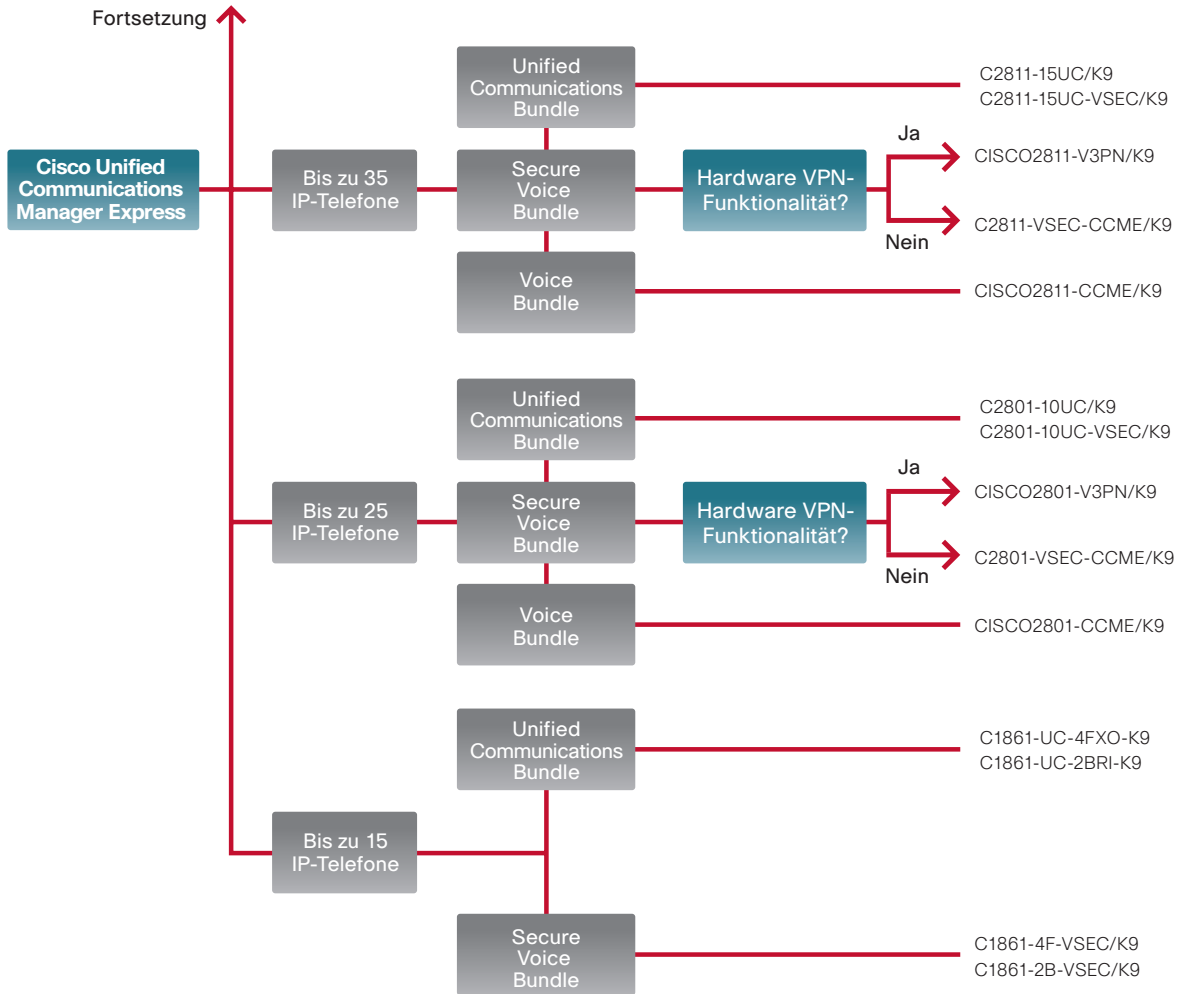 Fortsetzung
Cisco Unified
Communications
Manager Express
Bis zu 35
IP-Telefone
Unified
Communications
Bundle
C2811-15UC/K9
C2811-15UC-VSEC/K9
Secure
Voice
Bundle
Hardware VPN-
Funktionalität?
Ja
CISCO2811-V3PN/K9
C2811-VSEC-CCME/K9
Nein
Voice
Bundle
CISCO2811-CCME/K9
Bis zu 25
IP-Telefone
Unified
Communications
Bundle
C2801-10UC/K9
C2801-10UC-VSEC/K9
Secure
Voice
Bundle
Hardware VPN-
Funktionalität?
Ja
CISCO2801-V3PN/K9
C2801-VSEC-CCME/K9
Nein
Voice
Bundle
CISCO2801-CCME/K9
Bis zu 15
IP-Telefone
Unified
Communications
Bundle
C1861-UC-4FXO-K9
C1861-UC-2BRI-K9
Secure
Voice
Bundle
C1861-4F-VSEC/K9
C1861-2B-VSEC/K9